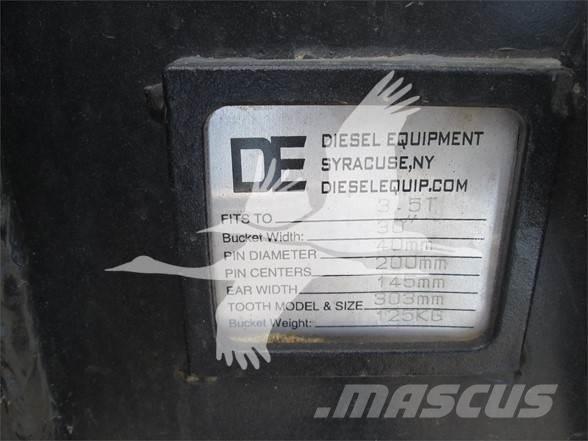 DE DIESEL EQUIPMENT
SYRACUSE,NY
DIESELEQUIP.COM
FITS TO 3.5T
Bucket Width: 30"
PIN DIAMETER 40mm
PIN CENTERS 200mm
EAR WIDTH 145mm
TOOTH MODEL & SIZE 303mm
Bucket Weight: 125KG
MASCUS